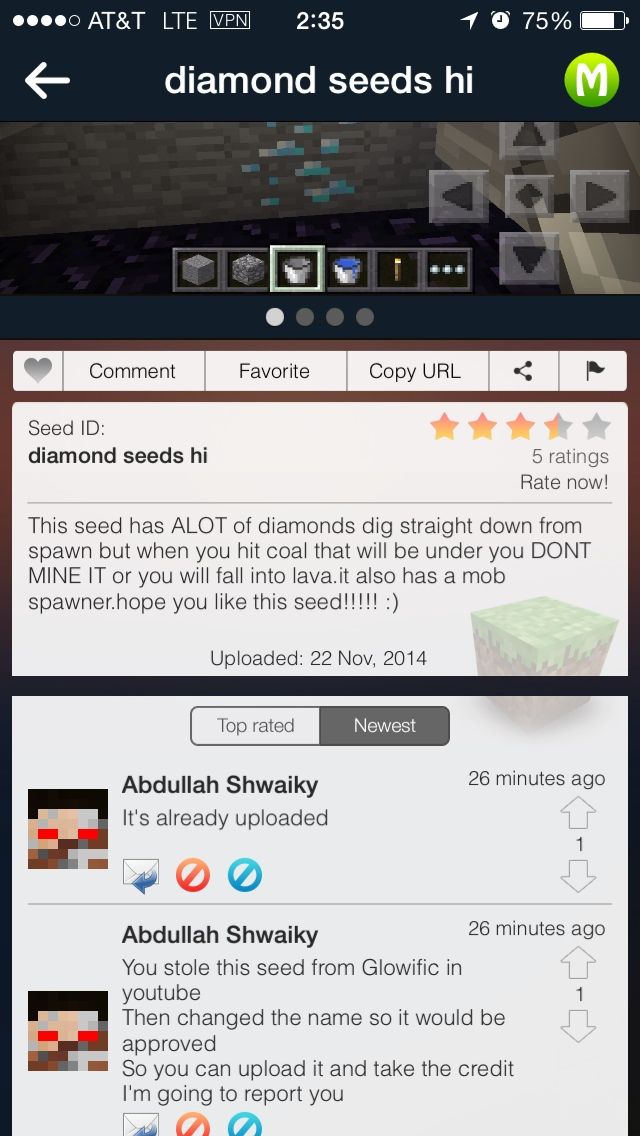 AT&T LTE VPN 2:35 75%
diamond seeds hi
M
Comment Favorite Copy URL
Seed ID:
diamond seeds hi
5 ratings
Rate now!
This seed has ALOT of diamonds dig straight down from
spawn but when you hit coal that will be under you DONT
MINE IT or you will fall into lava.it also has a mob
spawner.hope you like this seed!!!!! :)
Uploaded: 22 Nov, 2014
Top rated Newest
Abdullah Shwaiky 26 minutes ago
It's already uploaded
1
Abdullah Shwaiky 26 minutes ago
You stole this seed from Glowific in
youtube
1
Then changed the name so it would be
approved
So you can upload it and take the credit
I'm going to report you